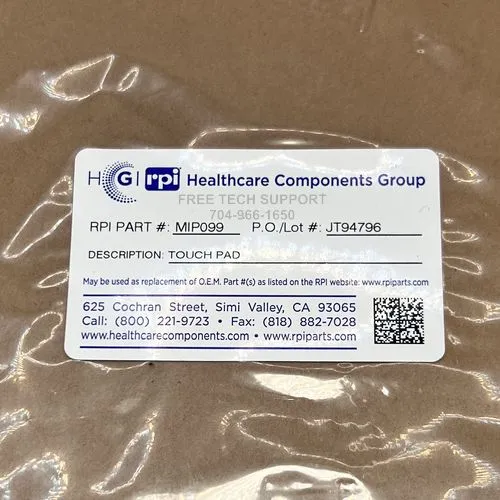 HCG rpi Healthcare Components Group
FREE TECH SUPPORT
704-966-1650
RPI PART #: MIP099 P.O./Lot #: JT94796
DESCRIPTION: TOUCH PAD
May be used as replacement of O.E.M. Part #(s) as listed on the RPI website: www.rpiparts.com
625 Cochran Street, Simi Valley, CA 93065
Call: (800) 221-9723 • Fax: (818) 882-7028
www.healthcarecomponents.com • www.rpiparts.com